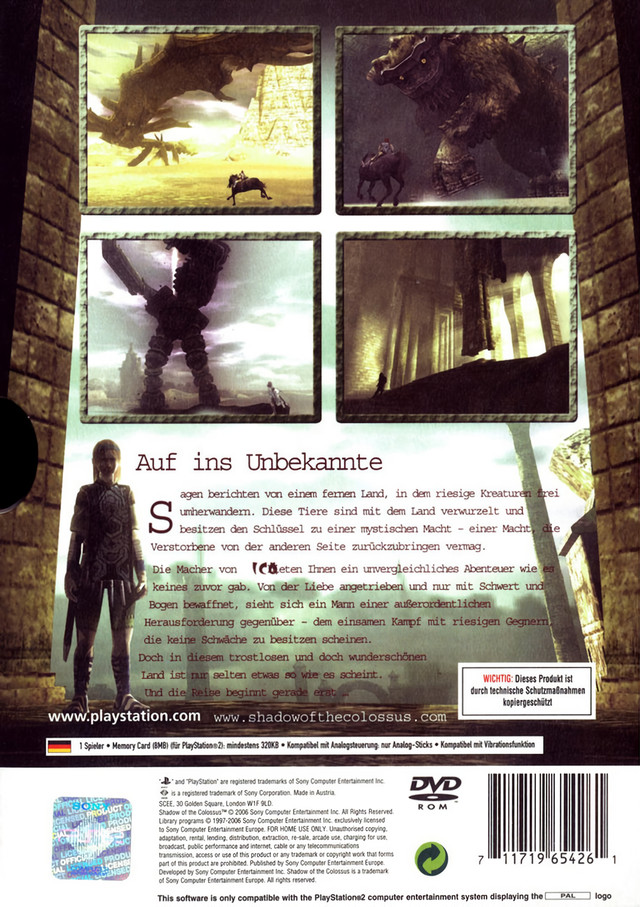 Auf ins Unbekannte
Sagen berichten von einem fernen Land, in dem riesige Kreaturen frei
umherwandern. Diese Tiere sind mit dem Land verwurzelt und
besitzen den Schlüssel zu einer mystischen Macht - einer Macht, die
Verstorbene von der anderen Seite zurückzubringen vermag.
Die Macher von ICO bieten Ihnen ein unvergleichliches Abenteuer wie es
keines zuvor gab. Von der Liebe angetrieben und nur mit Schwert und
Bogen bewaffnet, sieht sich ein Mann einer außerordentlichen
Herausforderung gegenüber - dem einsamen Kampf mit riesigen Gegnern,
die keine Schwäche zu besitzen scheinen.
Doch in diesem trostlosen und doch wunderschönen
Land ist nur selten etwas so wie es scheint.
Und die Reise beginnt gerade erst …
WICHTIG: Dieses Produkt ist
durch technische Schutzmaßnahmen
kopiergeschützt
www.playstation.com www.shadowofthecolossus.com
1 Spieler • Memory Card (8MB) (für PlayStation®2): mindestens 320KB • Kompatibel mit Analogsteuerung: nur Analog-Sticks • Kompatibel mit Vibrationsfunktion
" " and "PlayStation" are registered trademarks of Sony Computer Entertainment Inc.
" " is a registered trademark of Sony Corporation. Made in Austria.
SCEE, 30 Golden Square, London W1F 9LD.
Shadow of the Colossus™ © 2006 Sony Computer Entertainment Inc. All Rights Reserved.
Library programs © 1997-2006 Sony Computer Entertainment Inc. exclusively licensed
to Sony Computer Entertainment Europe. FOR HOME USE ONLY. Unauthorised copying,
adaptation, rental, lending, distribution, extraction, re-sale, arcade use, charging for use,
broadcast, public performance and internet, cable or any telecommunications
transmission, access or use of this product or any trademark or copyright work that forms
part of this product are prohibited. Published by Sony Computer Entertainment Europe.
Developed by Sony Computer Entertainment Inc. Shadow of the Colossus is a trademark
of Sony Computer Entertainment Europe. All rights reserved.
SONY
DVD
ROM
7 11719 65426 1
This software is only compatible with the PlayStation2 computer entertainment system displaying the PAL logo